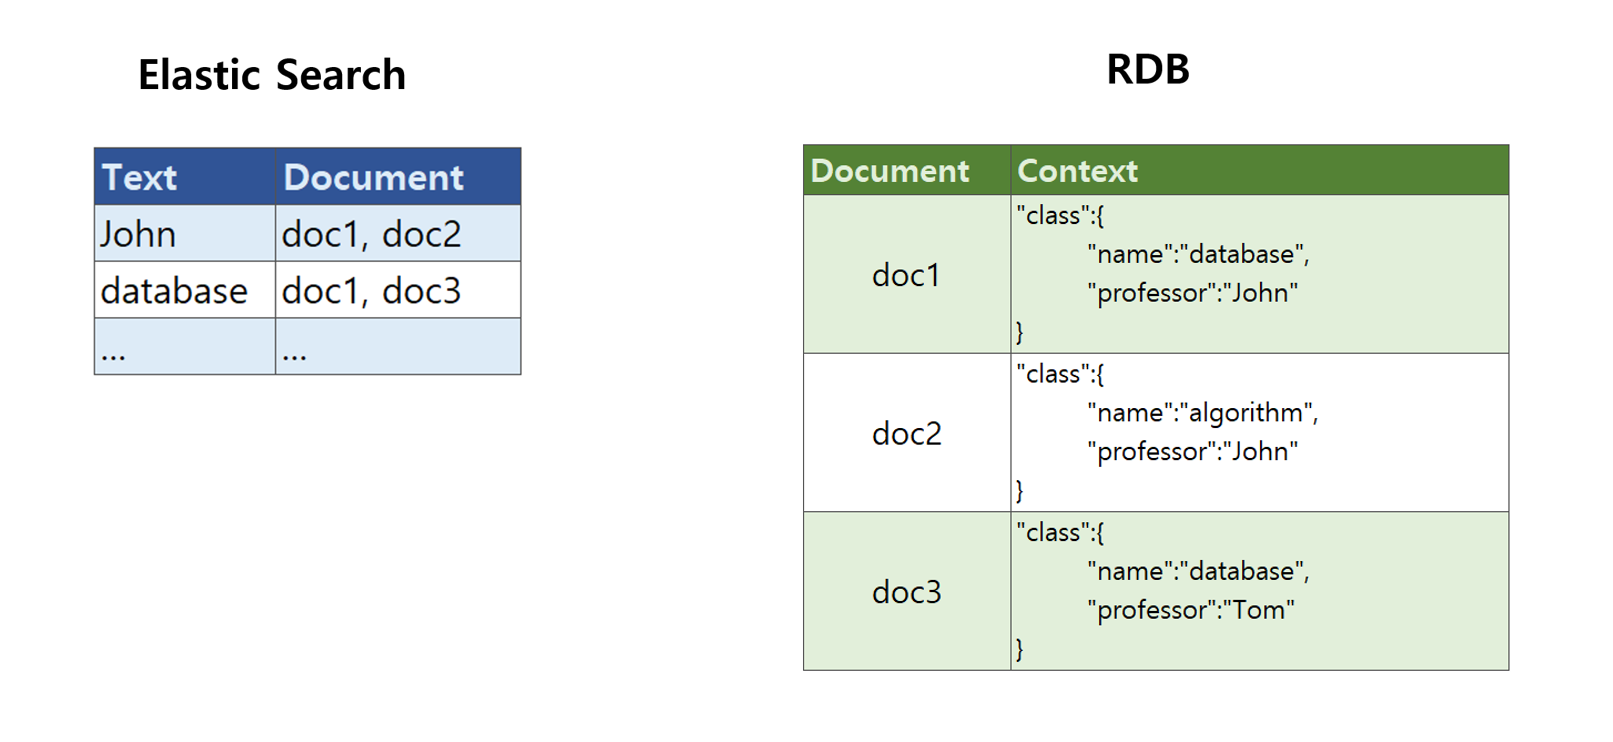 Elastic Search
Text Document
John doc1, doc2
database doc1, doc3
... ...
RDB
Document Context
doc1
"class":{
"name":"database",
"professor":"John"
}
doc2
"class":{
"name":"algorithm",
"professor":"John"
}
doc3
"class":{
"name":"database",
"professor":"Tom"
}